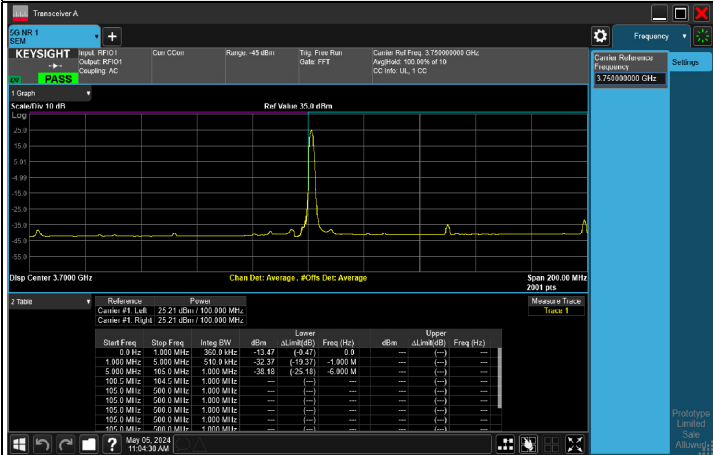 Transceiver A
5G NR 1
SEM
Frequency
KEYSIGHT
PASS
Input: RFIO1
Output: RFIO1
Coupling: AC
Corr CCorr
Range: -45 dBm
Trig: Free Run
Gate: FFT
Carrier Ref Freq: 3.750000000 GHz
Avg|Hold: 100.00% of 10
CC Info: UL, 1 CC
Carrier Reference
Frequency
3.750000000 GHz
Settings
1 Graph
Scale/Div 10 dB
Ref Value 35.0 dBm
Log
25.0
15.0
5.01
-4.99
-15.0
-25.0
-35.0
-45.0
-55.0
Disp Center 3.7000 GHz
Chan Det: Average , #Offs Det: Average
Span 200.00 MHz
2001 pts
2 Table
Reference Power
Carrier #1. Left 25.21 dBm / 100.000 MHz
Carrier #1. Right 25.21 dBm / 100.000 MHz
Measure Trace
Trace 1
Lower Upper
Start Freq Stop Freq Integ BW dBm ΔLimit(dB) Freq (Hz) dBm ΔLimit(dB) Freq (Hz)
0.0 Hz 1.000 MHz 360.0 kHz -13.47 (-0.47) 0.0 --- (---) ---
1.000 MHz 5.000 MHz 510.0 kHz -32.37 (-19.37) -1.000 M --- (---) ---
5.000 MHz 105.0 MHz 1.000 MHz -38.18 (-25.18) -6.000 M --- (---) ---
100.5 MHz 104.5 MHz 1.000 MHz --- (---) --- --- (---) ---
105.0 MHz 500.0 MHz 1.000 MHz --- (---) --- --- (---) ---
105.0 MHz 500.0 MHz 1.000 MHz --- (---) --- --- (---) ---
105.0 MHz 500.0 MHz 1.000 MHz --- (---) --- --- (---) ---
105.0 MHz 500.0 MHz 1.000 MHz --- (---) --- --- (---) ---
May 05, 2024
11:04:30 AM
Prototype
Limited
Sale
Allowed